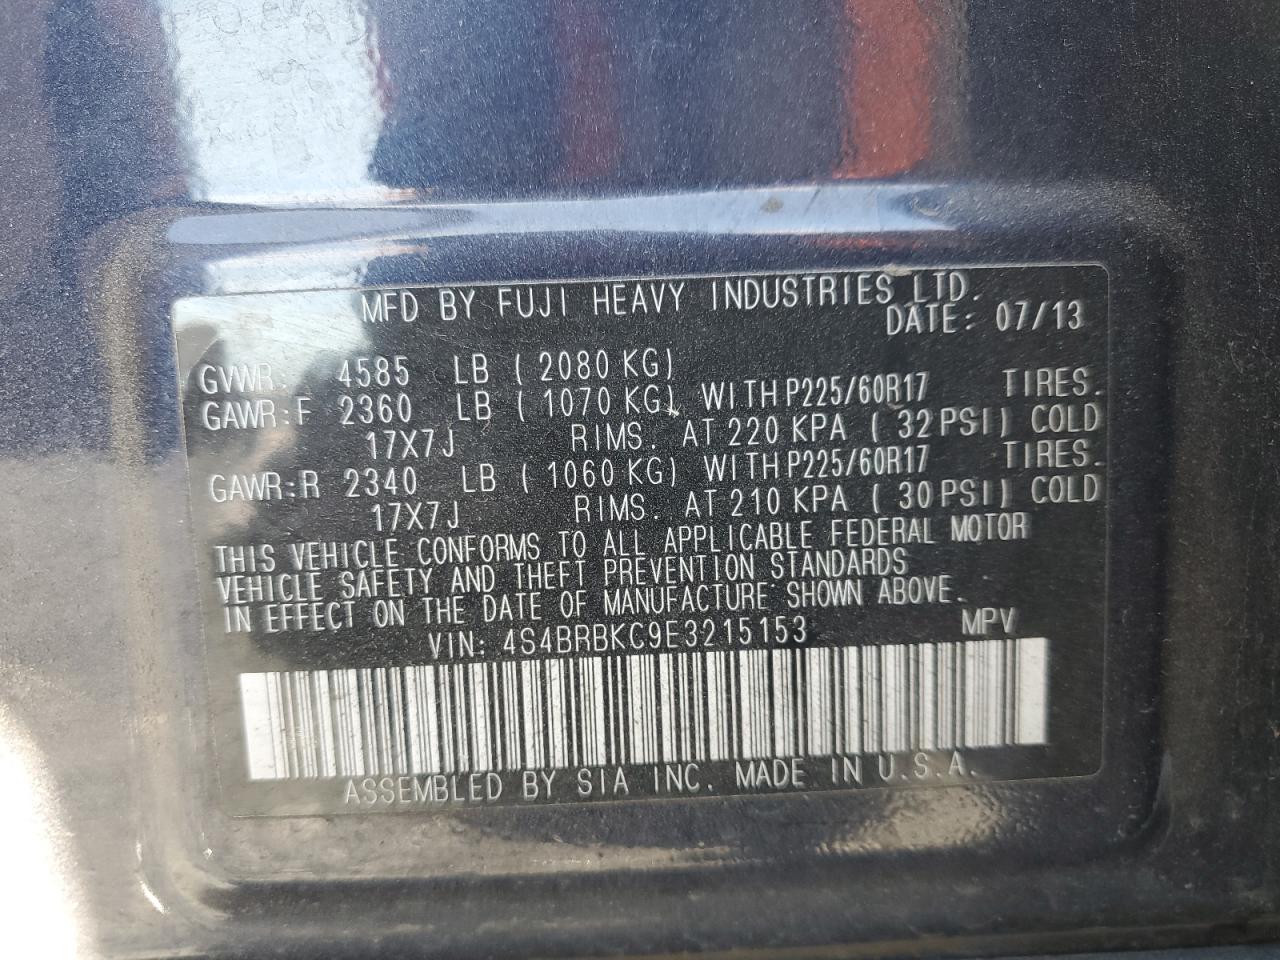 MFD BY FUJI HEAVY INDUSTRIES LTD.
DATE: 07/13
GVWR: 4585 LB ( 2080 KG)
GAWR:F 2360 LB ( 1070 KG) WITH P225/60R17 TIRES.
17X7J RIMS. AT 220 KPA ( 32 PSI) COLD
GAWR:R 2340 LB ( 1060 KG) WITH P225/60R17 TIRES.
17X7J RIMS. AT 210 KPA ( 30 PSI) COLD
THIS VEHICLE CONFORMS TO ALL APPLICABLE FEDERAL MOTOR
VEHICLE SAFETY AND THEFT PREVENTION STANDARDS
IN EFFECT ON THE DATE OF MANUFACTURE SHOWN ABOVE.
VIN: 4S4BRBKC9E3215153 MPV
ASSEMBLED BY SIA INC. MADE IN U.S.A.